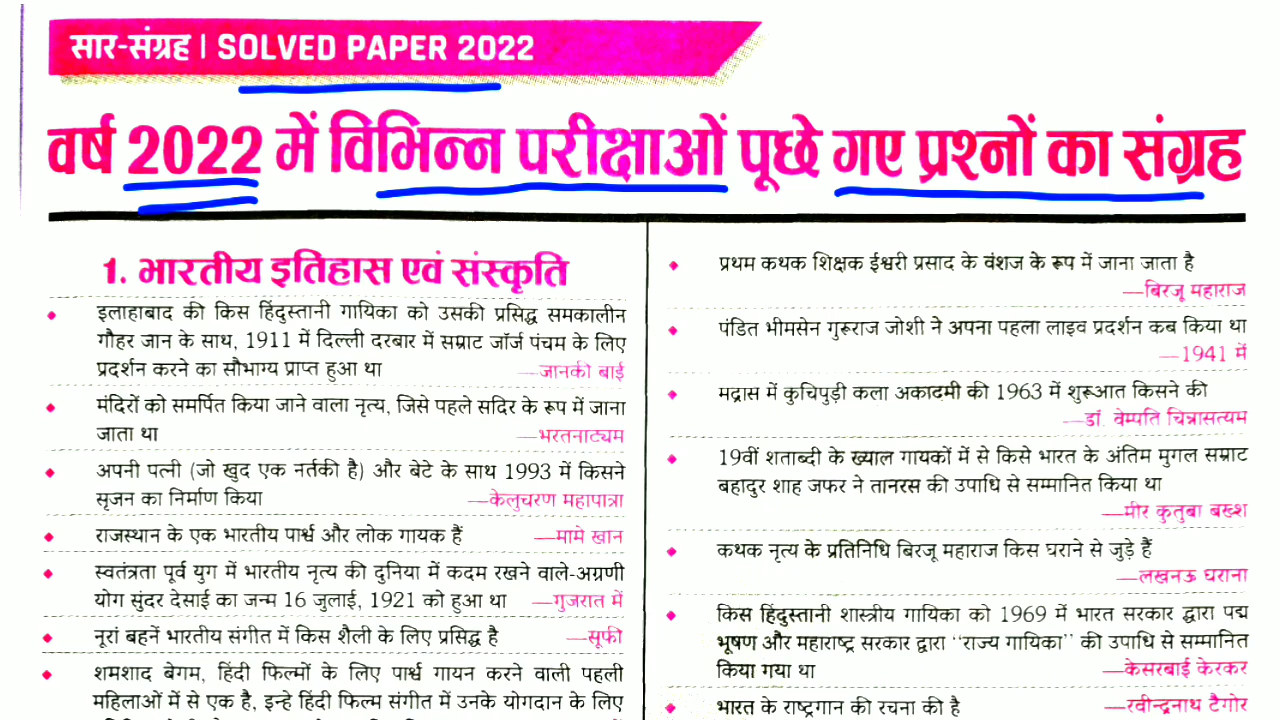 सार-संग्रह | SOLVED PAPER 2022
वर्ष 2022 में विभिन्न परीक्षाओं पूछे गए प्रश्नों का संग्रह
1. भारतीय इतिहास एवं संस्कृति
इलाहाबाद की किस हिंदुस्तानी गायिका को उसकी प्रसिद्ध समकालीन
गौहर जान के साथ, 1911 में दिल्ली दरबार में सम्राट जॉर्ज पंचम के लिए
प्रदर्शन करने का सौभाग्य प्राप्त हुआ था —जानकी बाई
मंदिरों को समर्पित किया जाने वाला नृत्य, जिसे पहले सदिर के रूप में जाना
जाता था —भरतनाट्यम
अपनी पत्नी (जो खुद एक नर्तकी है) और बेटे के साथ 1993 में किसने
सृजन का निर्माण किया —केलुचरण महापात्रा
राजस्थान के एक भारतीय पार्श्व और लोक गायक हैं —मामे खान
स्वतंत्रता पूर्व युग में भारतीय नृत्य की दुनिया में कदम रखने वाले-अग्रणी
योग सुंदर देसाई का जन्म 16 जुलाई, 1921 को हुआ था —गुजरात में
नूरां बहनें भारतीय संगीत में किस शैली के लिए प्रसिद्ध है —सूफी
शमशाद बेगम, हिंदी फिल्मों के लिए पार्श्व गायन करने वाली पहली
महिलाओं में से एक है, इन्हे हिंदी फिल्म संगीत में उनके योगदान के लिए
प्रथम कथक शिक्षक ईश्वरी प्रसाद के वंशज के रूप में जाना जाता है
—बिरजू महाराज
पंडित भीमसेन गुरूराज जोशी ने अपना पहला लाइव प्रदर्शन कब किया था
—1941 में
मद्रास में कुचिपुड़ी कला अकादमी की 1963 में शुरूआत किसने की
—डॉ. वेम्पति चिन्नासत्यम
19वीं शताब्दी के ख्याल गायकों में से किसे भारत के अंतिम मुगल सम्राट
बहादुर शाह जफर ने तानरस की उपाधि से सम्मानित किया था
—मीर कुतुबा बख्श
कथक नृत्य के प्रतिनिधि बिरजू महाराज किस घराने से जुड़े हैं
—लखनऊ घराना
किस हिंदुस्तानी शास्त्रीय गायिका को 1969 में भारत सरकार द्वारा पद्म
भूषण और महाराष्ट्र सरकार द्वारा ‘‘राज्य गायिका’’ की उपाधि से सम्मानित
किया गया था —केसरबाई केरकर
भारत के राष्ट्रगान की रचना की है —रवीन्द्रनाथ टैगोर